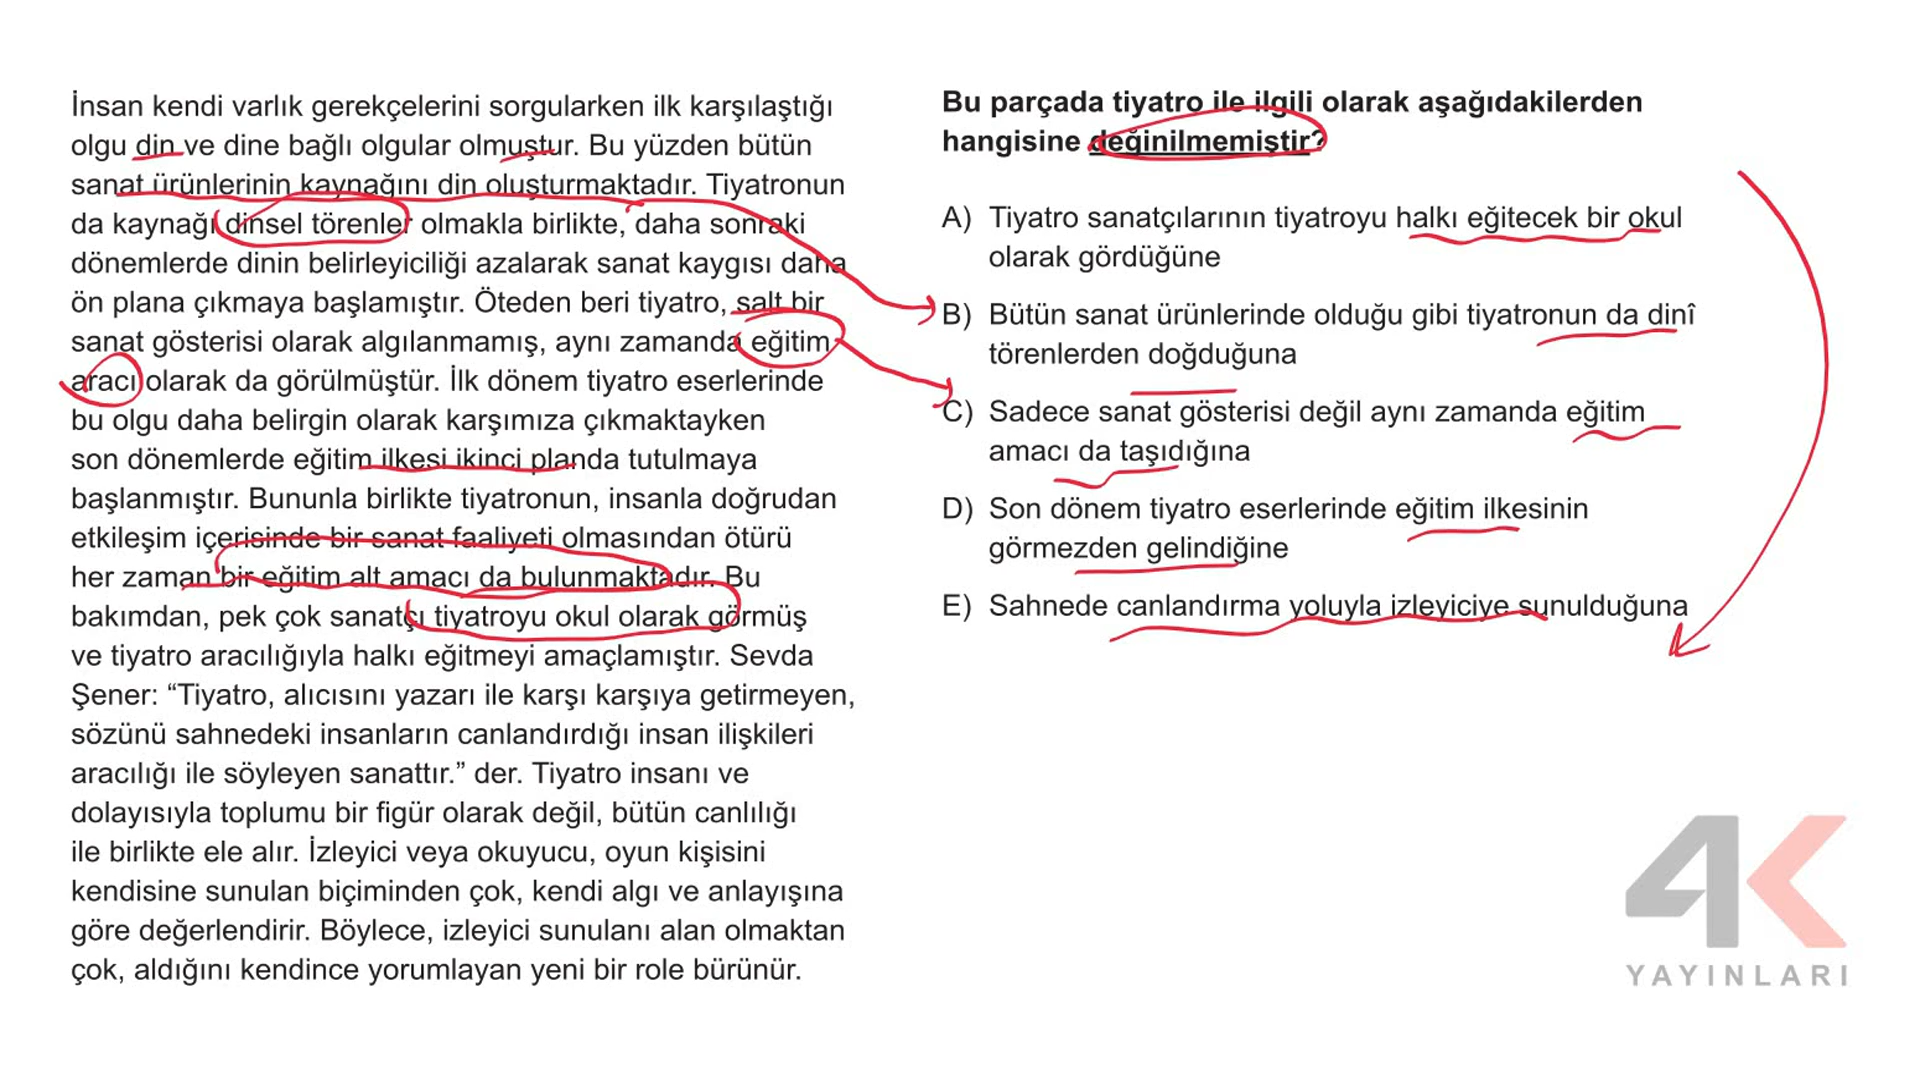 İnsan kendi varlık gerekçelerini sorgularken ilk karşılaştığı
olgu din ve dine bağlı olgular olmuştur. Bu yüzden bütün
sanat ürünlerinin kaynağını din oluşturmaktadır. Tiyatronun
da kaynağı dinsel törenler olmakla birlikte, daha sonraki
dönemlerde dinin belirleyiciliği azalarak sanat kaygısı daha
ön plana çıkmaya başlamıştır. Öteden beri tiyatro, salt bir
sanat gösterisi olarak algılanmamış, aynı zamanda eğitim
aracı olarak da görülmüştür. İlk dönem tiyatro eserlerinde
bu olgu daha belirgin olarak karşımıza çıkmaktayken
son dönemlerde eğitim ilkesi ikinci planda tutulmaya
başlanmıştır. Bununla birlikte tiyatronun, insanla doğrudan
etkileşim içerisinde bir sanat faaliyeti olmasından ötürü
her zaman bir eğitim alt amacı da bulunmaktadır. Bu
bakımdan, pek çok sanatçı tiyatroyu okul olarak görmüş
ve tiyatro aracılığıyla halkı eğitmeyi amaçlamıştır. Sevda
Şener: “Tiyatro, alıcısını yazarı ile karşı karşıya getirmeyen,
sözünü sahnedeki insanların canlandırdığı insan ilişkileri
aracılığı ile söyleyen sanattır.” der. Tiyatro insanı ve
dolayısıyla toplumu bir figür olarak değil, bütün canlılığı
ile birlikte ele alır. İzleyici veya okuyucu, oyun kişisini
kendisine sunulan biçiminden çok, kendi algı ve anlayışına
göre değerlendirir. Böylece, izleyici sunulanı alan olmaktan
çok, aldığını kendince yorumlayan yeni bir role bürünür.
Bu parçada tiyatro ile ilgili olarak aşağıdakilerden
hangisine değinilmemiştir?
A) Tiyatro sanatçılarının tiyatroyu halkı eğitecek bir okul
olarak gördüğüne
B) Bütün sanat ürünlerinde olduğu gibi tiyatronun da dinî
törenlerden doğduğuna
C) Sadece sanat gösterisi değil aynı zamanda eğitim
amacı da taşıdığına
D) Son dönem tiyatro eserlerinde eğitim ilkesinin
görmezden gelindiğine
E) Sahnede canlandırma yoluyla izleyiciye sunulduğuna
4K
YAYINLARI